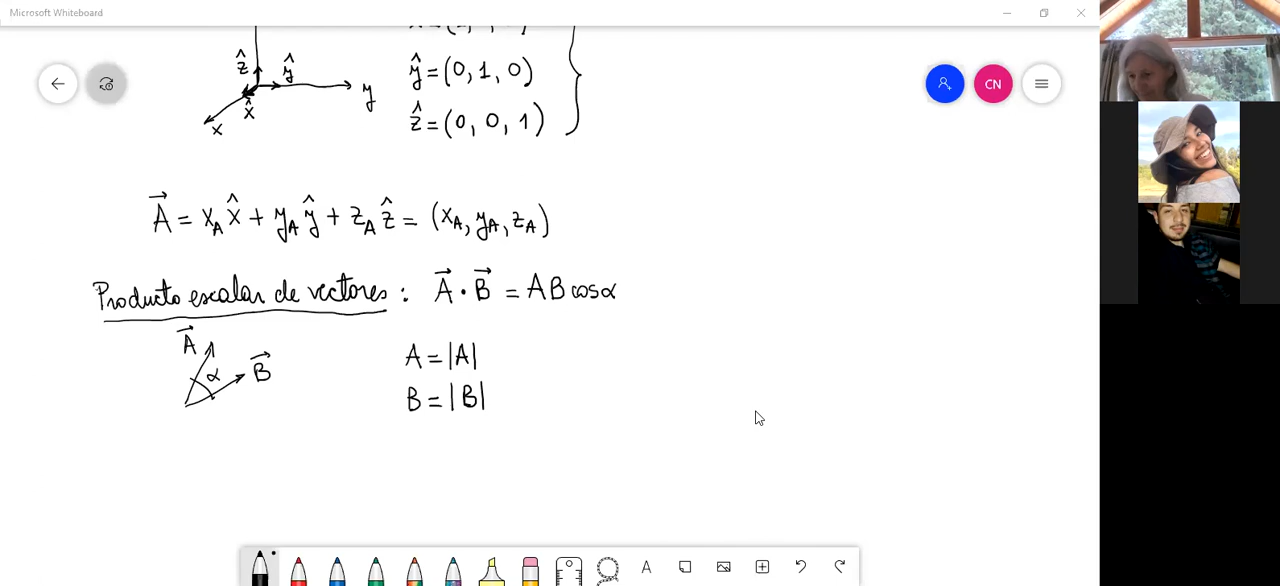 Microsoft Whiteboard
ẑ ŷ
x̂ y
x
ŷ = (0, 1, 0)
ẑ = (0, 0, 1)
CN
A⃗ = x_A x̂ + y_A ŷ + z_A ẑ = (x_A, y_A, z_A)
Producto escalar de vectores : A⃗ · B⃗ = AB cosα
A⃗
α B⃗
A = |A|
B = |B|
A